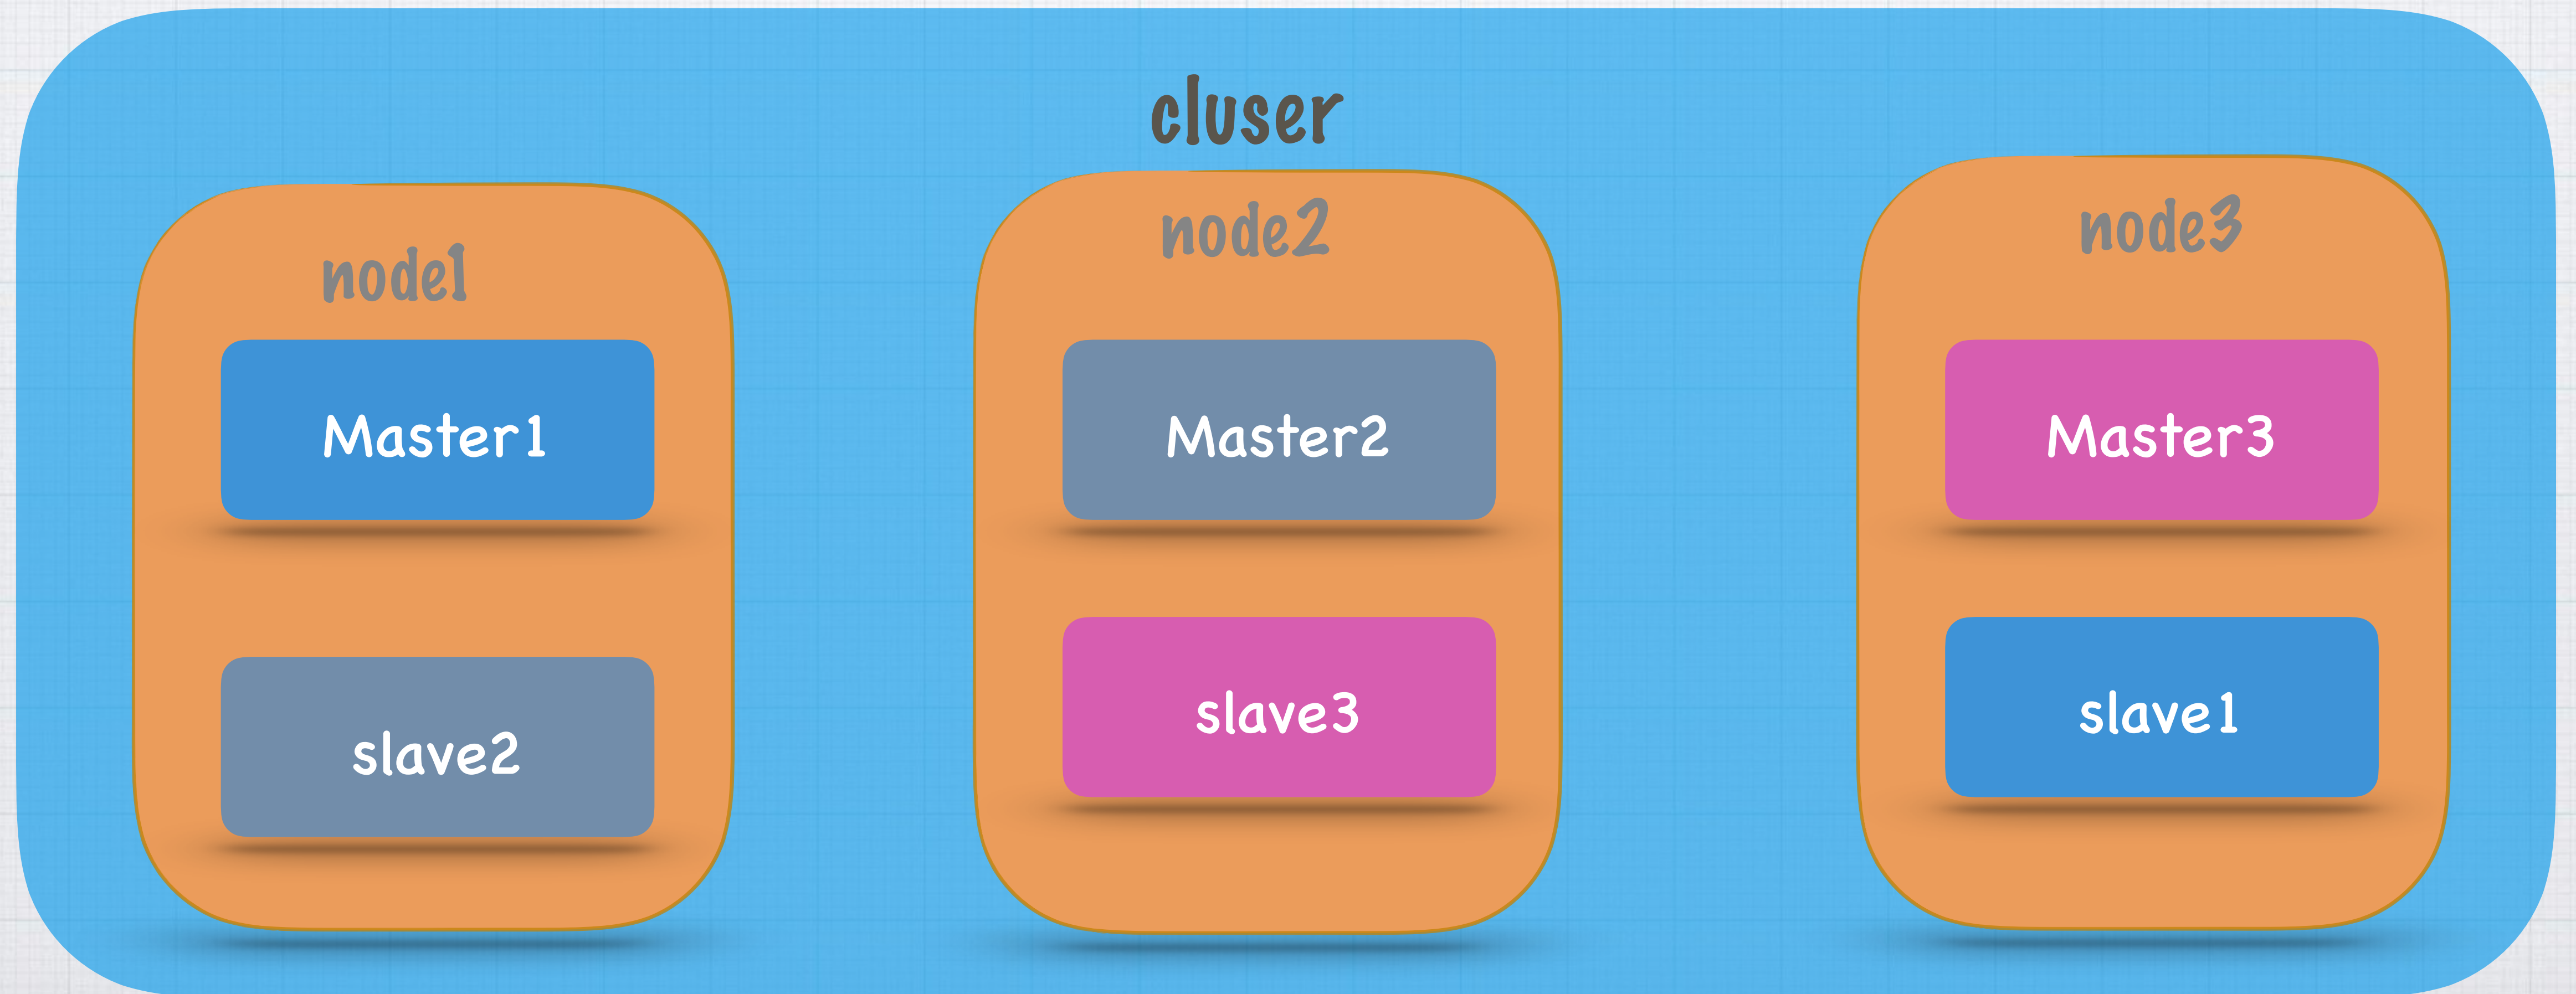 cluser
node1
Master1
slave2
node2
Master2
slave3
node3
Master3
slave1